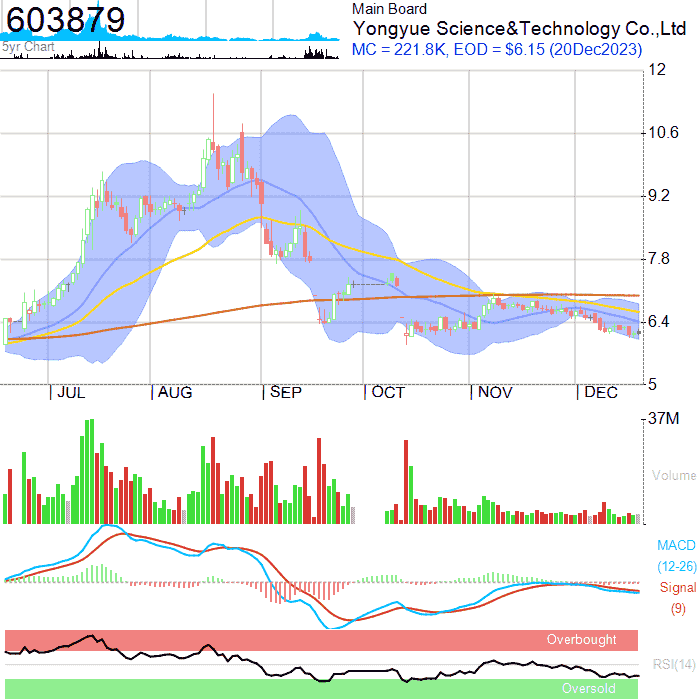 603879
Main Board
Yongyue Science&Technology Co.,Ltd
MC = 221.8K, EOD = $6.15 (20Dec2023)
5yr Chart
12
10.6
9.2
7.8
6.4
5
JUL
AUG
SEP
OCT
NOV
DEC
37M
Volume
MACD
(12-26)
Signal
(9)
Overbought
RSI(14)
Oversold